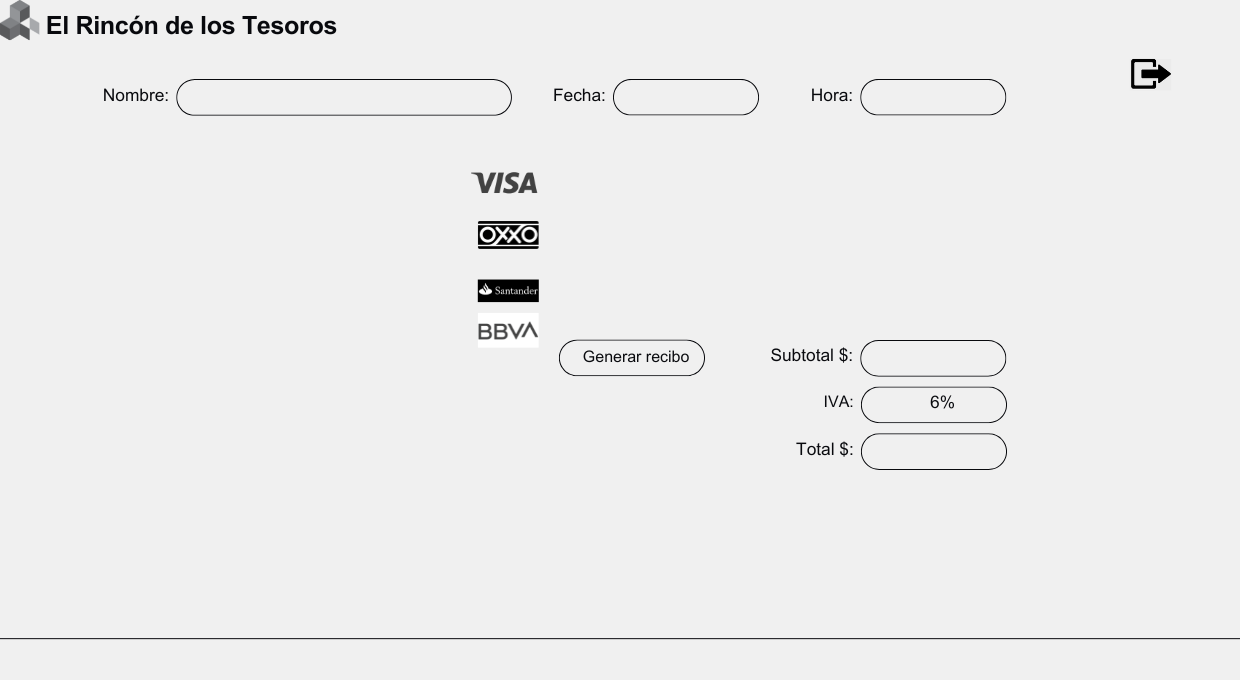 El Rincón de los Tesoros
Nombre: Fecha: Hora:
VISA
OXXO
Santander
BBVA
Generar recibo
Subtotal $:
IVA: 6%
Total $: